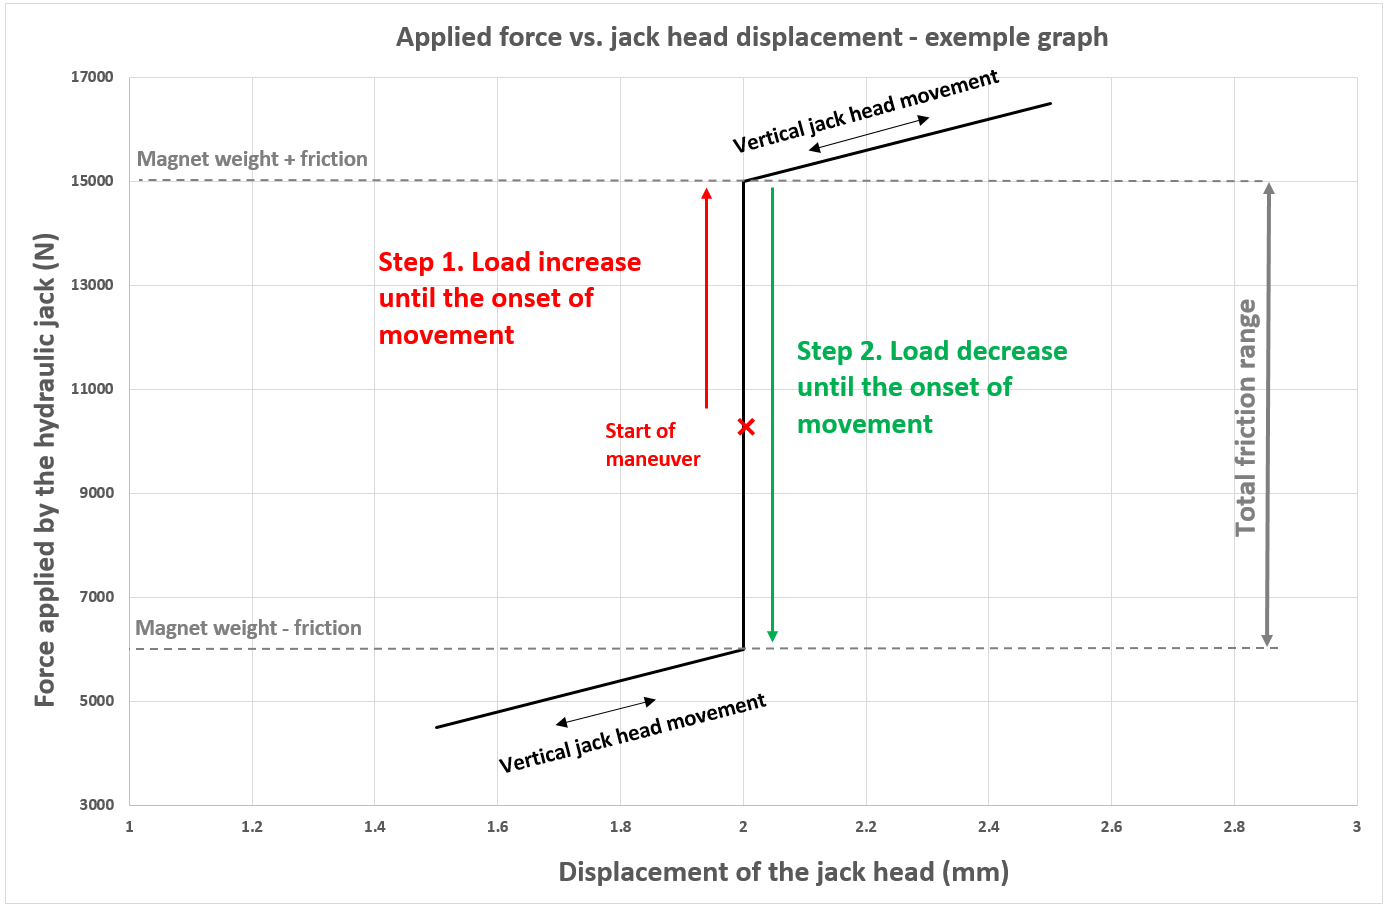 Applied force vs. jack head displacement - exemple graph
17000
15000
13000
11000
9000
7000
5000
3000
Force applied by the hydraulic jack (N)
Magnet weight + friction
Vertical jack head movement
Step 1. Load increase
until the onset of
movement
Step 2. Load decrease
until the onset of
movement
Start of
maneuver
Total friction range
Magnet weight - friction
Vertical jack head movement
1
1.2
1.4
1.6
1.8
2
2.2
2.4
2.6
2.8
3
Displacement of the jack head (mm)